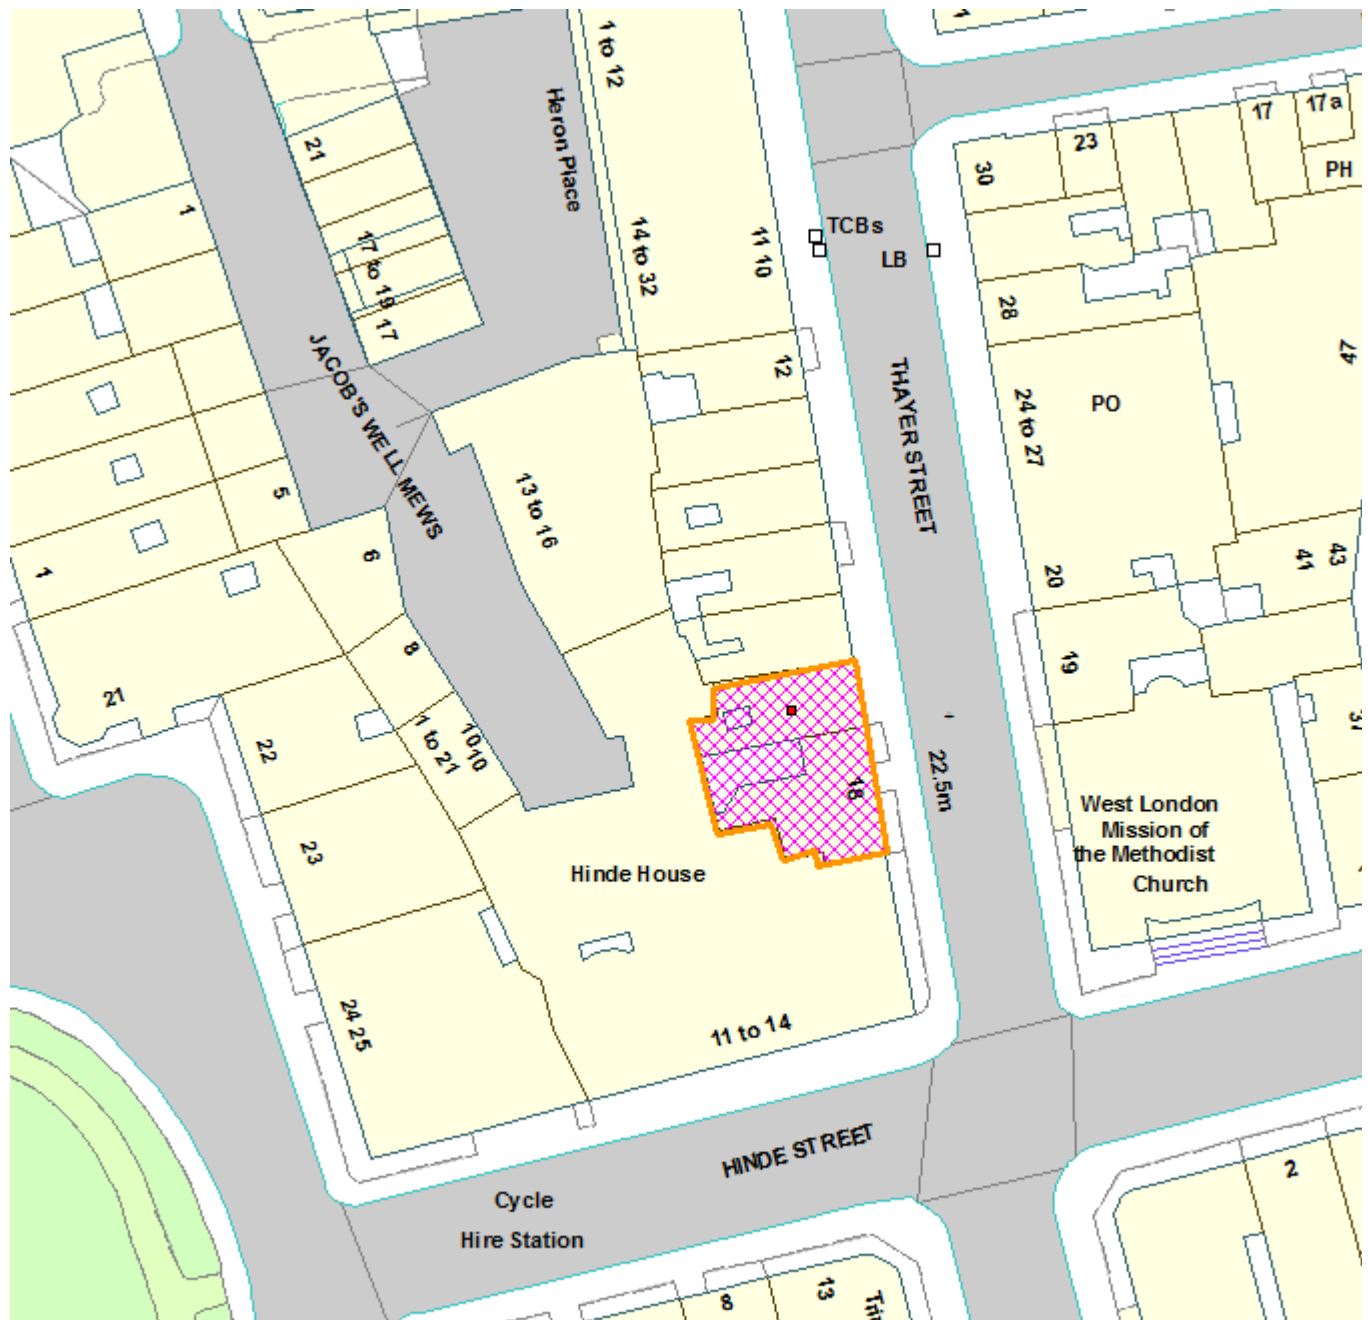 1
1 to 12
Heron Place
21
1
17 to 19
17
14 to 32
11 10
TCBs
LB
30
23
17
17a
PH
28
12
JACOB'S WELL MEWS
THAYER STREET
24 to 27
PO
47
5
13 to 16
1
6
20
41
43
8
19
21
22
10
10
1 to 21
18
22.5m
37
23
Hinde House
West London
Mission of
the Methodist
Church
24 25
11 to 14
HINDE STREET
Cycle
Hire Station
2
8
13